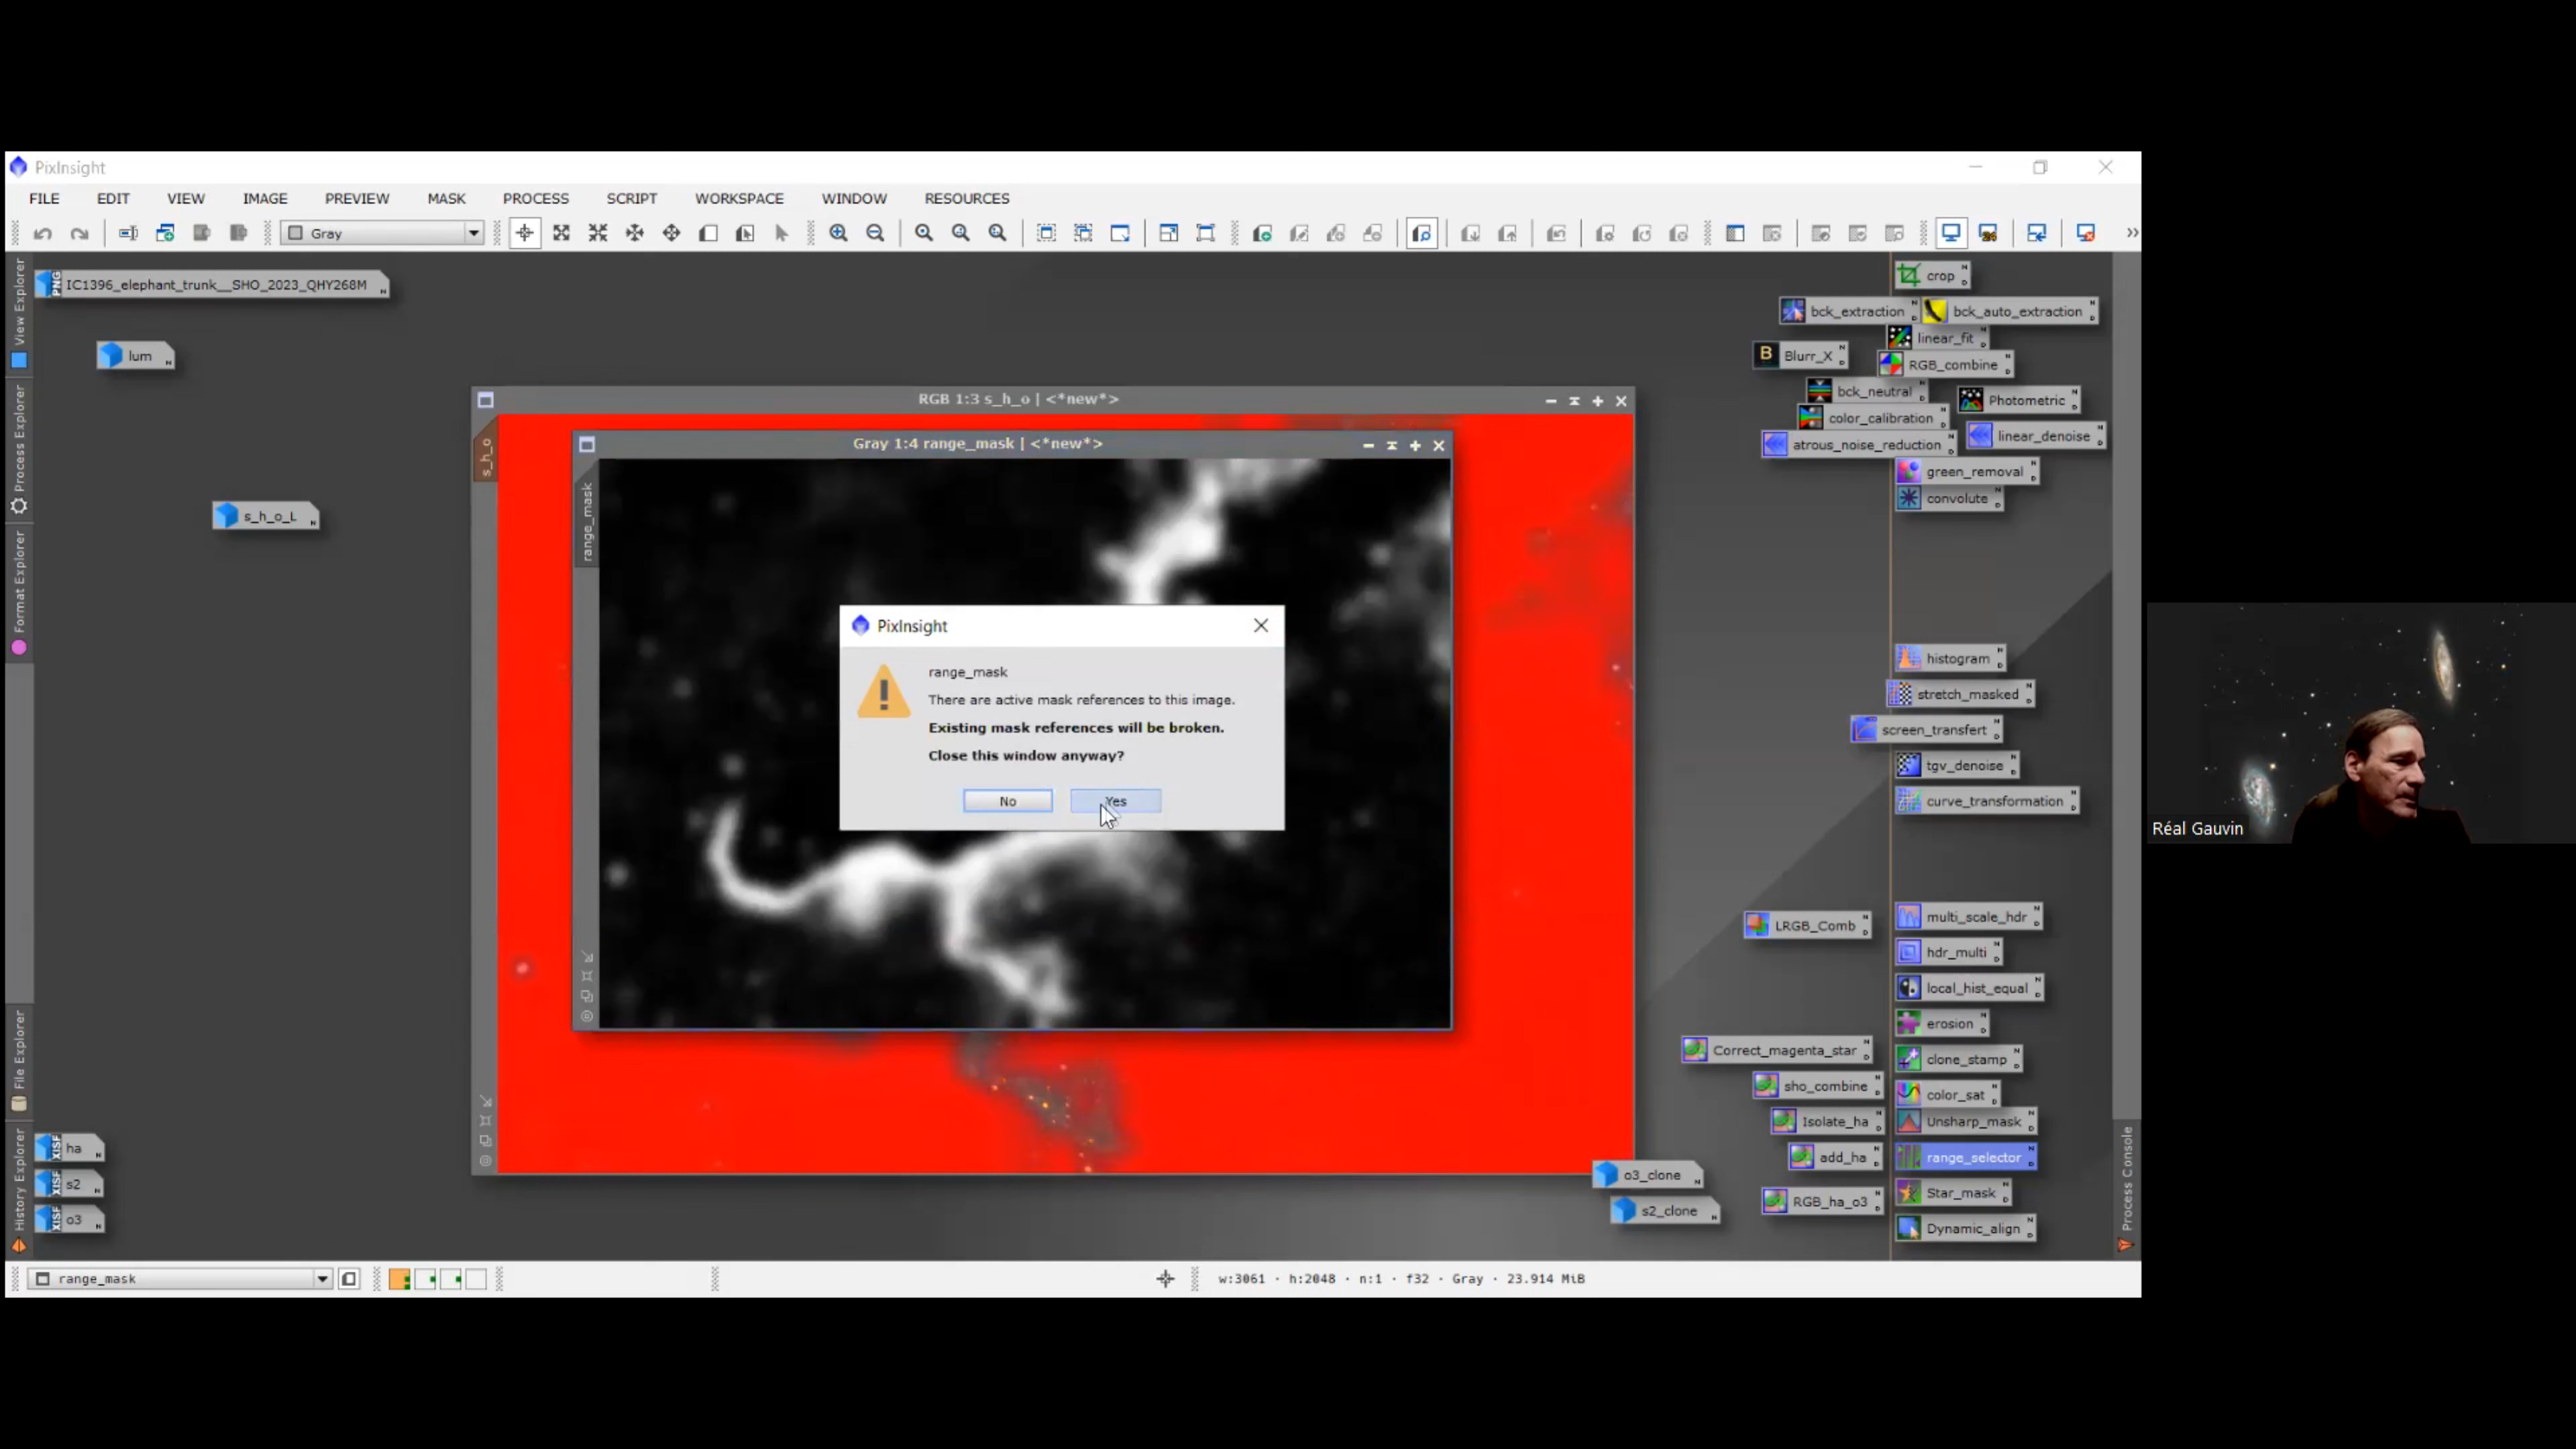 PixInsight
FILE EDIT VIEW IMAGE PREVIEW MASK PROCESS SCRIPT WORKSPACE WINDOW RESOURCES
Gray
View Explorer
Process Explorer
Format Explorer
File Explorer
History Explorer
PNG IC1396_elephant_trunk__SHO_2023_QHY268M
lum
s_h_o_L
RGB 1:3 s_h_o | <*new*>
s_h_o
Gray 1:4 range_mask | <*new*>
range_mask
PixInsight
range_mask
There are active mask references to this image.
Existing mask references will be broken.
Close this window anyway?
No Yes
crop
bck_extraction bck_auto_extraction
linear_fit
B Blurr_X
RGB_combine
bck_neutral
Photometric
color_calibration
linear_denoise
atrous_noise_reduction
green_removal
convolute
histogram
stretch_masked
screen_transfert
tgv_denoise
curve_transformation
LRGB_Comb
multi_scale_hdr
hdr_multi
local_hist_equal
erosion
Correct_magenta_star
clone_stamp
sho_combine
color_sat
Isolate_ha
Unsharp_mask
add_ha
range_selector
RGB_ha_o3
Star_mask
Dynamic_align
o3_clone
s2_clone
XISF ha
XISF s2
XISF o3
Process Console
range_mask
w:3061 · h:2048 · n:1 · f32 · Gray · 23.914 MiB
Réal Gauvin